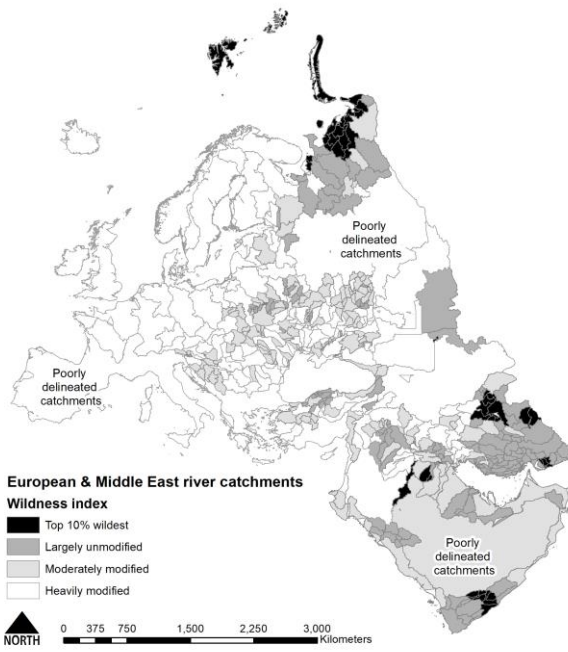 Poorly
delineated
catchments
Poorly
delineated
catchments
European & Middle East river catchments
Wildness index
Top 10% wildest
Largely unmodified
Moderately modified
Heavily modified
Poorly
delineated
catchments
NORTH
0 375 750 1,500 2,250 3,000
Kilometers